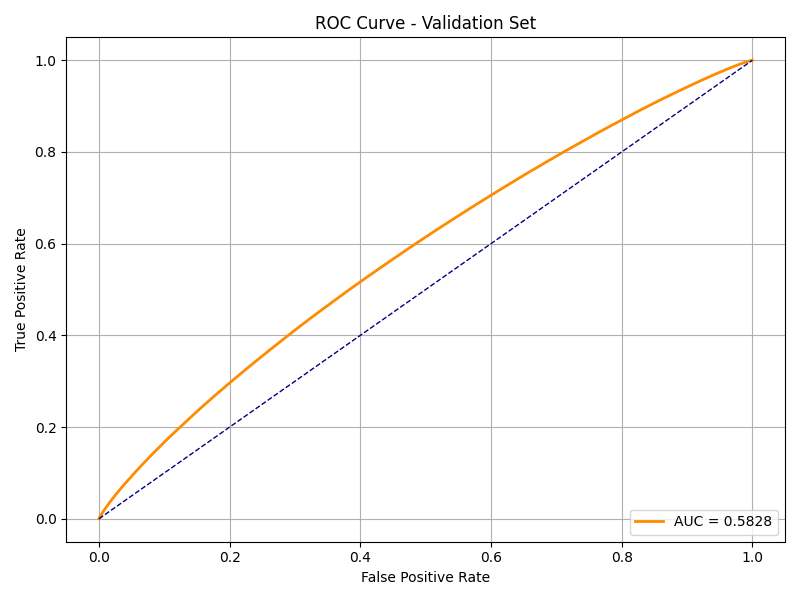 ROC Curve - Validation Set
1.0
0.8
0.6
0.4
0.2
0.0
True Positive Rate
AUC = 0.5828
0.0 0.2 0.4 0.6 0.8 1.0
False Positive Rate